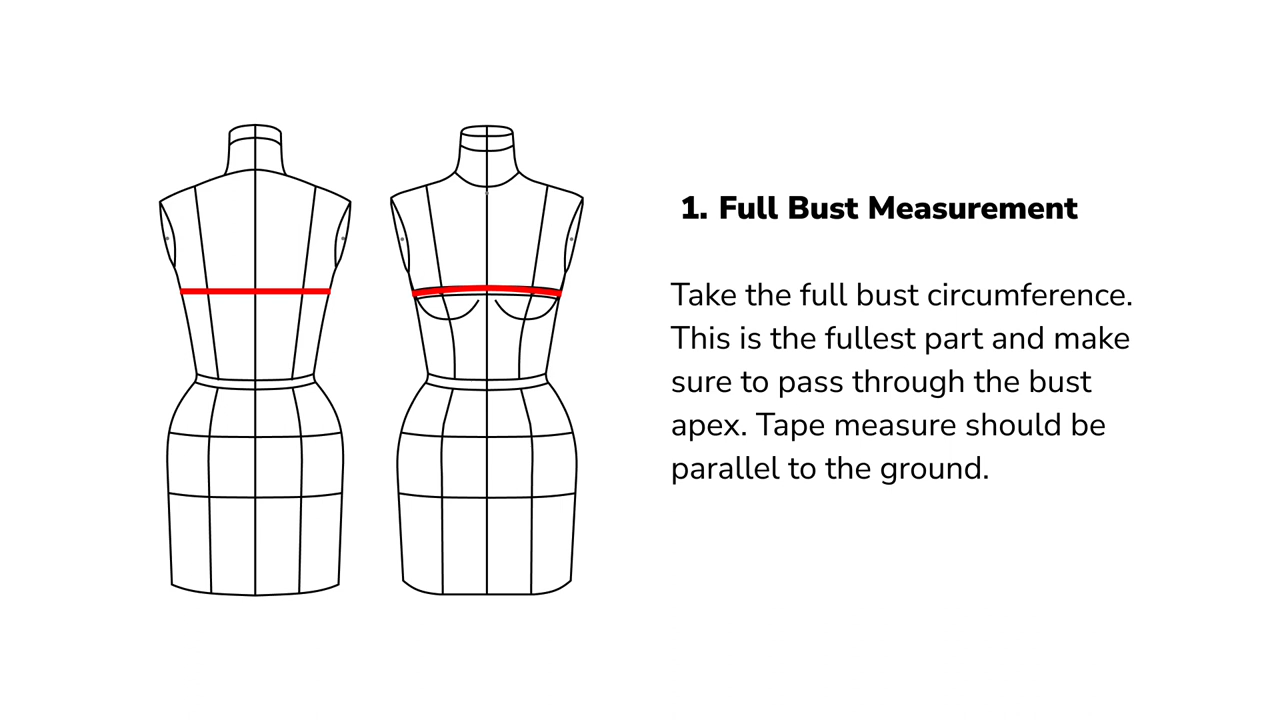 1. Full Bust Measurement
Take the full bust circumference.
This is the fullest part and make
sure to pass through the bust
apex. Tape measure should be
parallel to the ground.